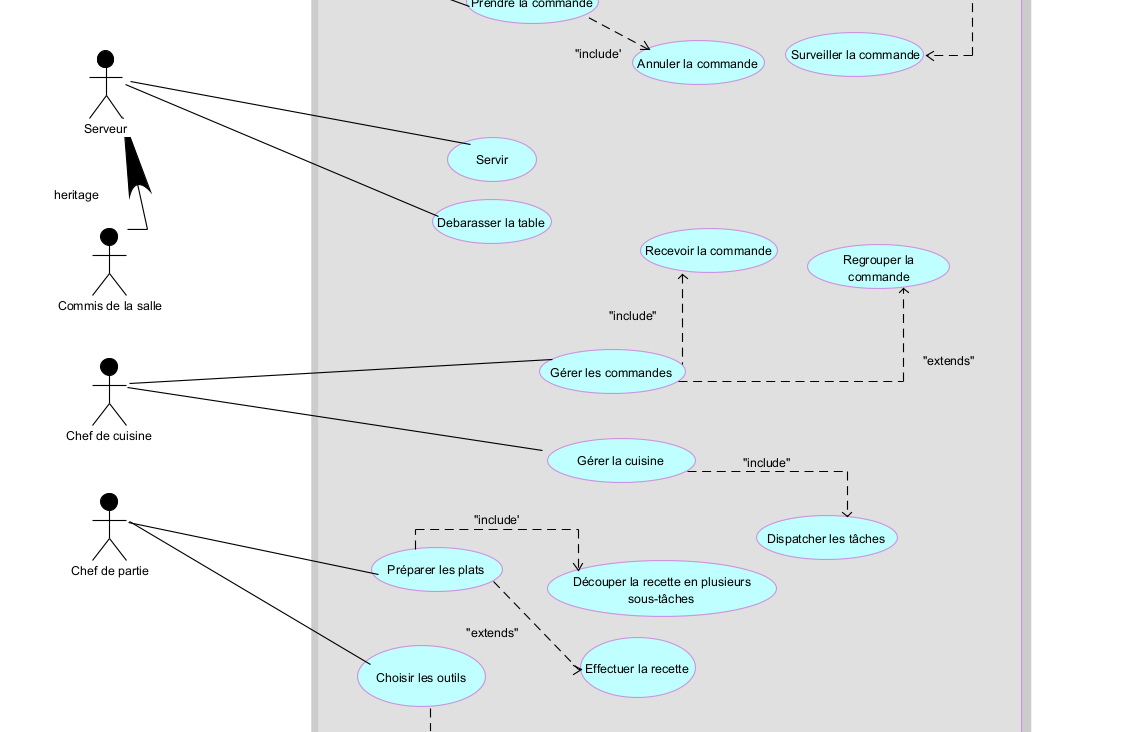 Prendre la commande
"include'
Annuler la commande
Surveiller la commande
Serveur
Servir
heritage
Debarasser la table
Recevoir la commande
Regrouper la
commande
Commis de la salle
"include"
"extends"
Gérer les commandes
Chef de cuisine
Gérer la cuisine
"include"
"include'
Dispatcher les tâches
Chef de partie
Préparer les plats
Découper la recette en plusieurs
sous-tâches
"extends"
Effectuer la recette
Choisir les outils